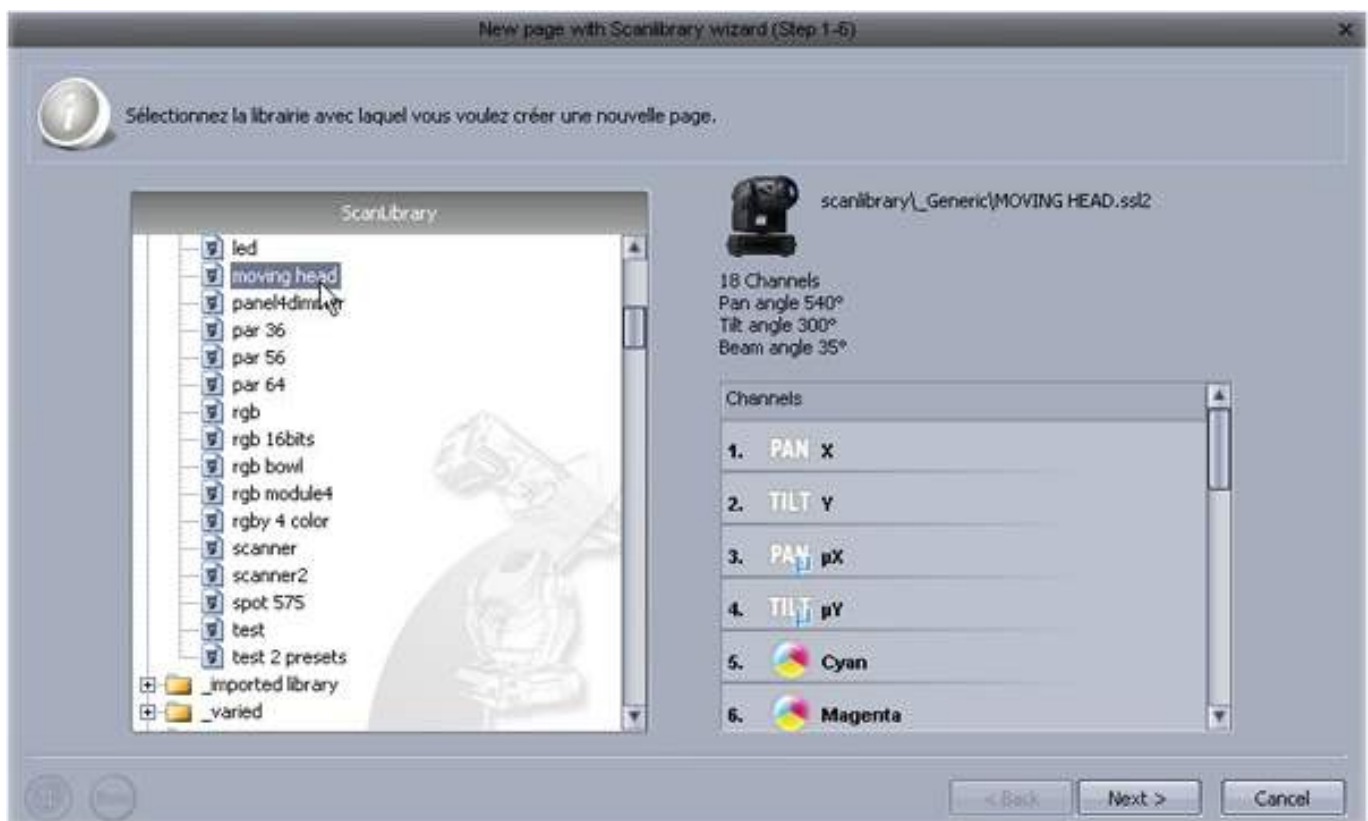 New page with Scanlibrary wizard (Step 1-6)
Sélectionnez la librairie avec laquel vous voulez créer une nouvelle page.
ScanLibrary
led
moving head
panel4dimmer
par 36
par 56
par 64
rgb
rgb 16bits
rgb bowl
rgb module4
rgby 4 color
scanner
scanner2
spot 575
test
test 2 presets
_imported library
_varied
scanlibrary\_Generic\MOVING HEAD.ssl2
18 Channels
Pan angle 540°
Tilt angle 300°
Beam angle 35°
Channels
1. PAN X
2. TILT Y
3. PAN µ µX
4. TILT µ µY
5. Cyan
6. Magenta
< Back
Next >
Cancel